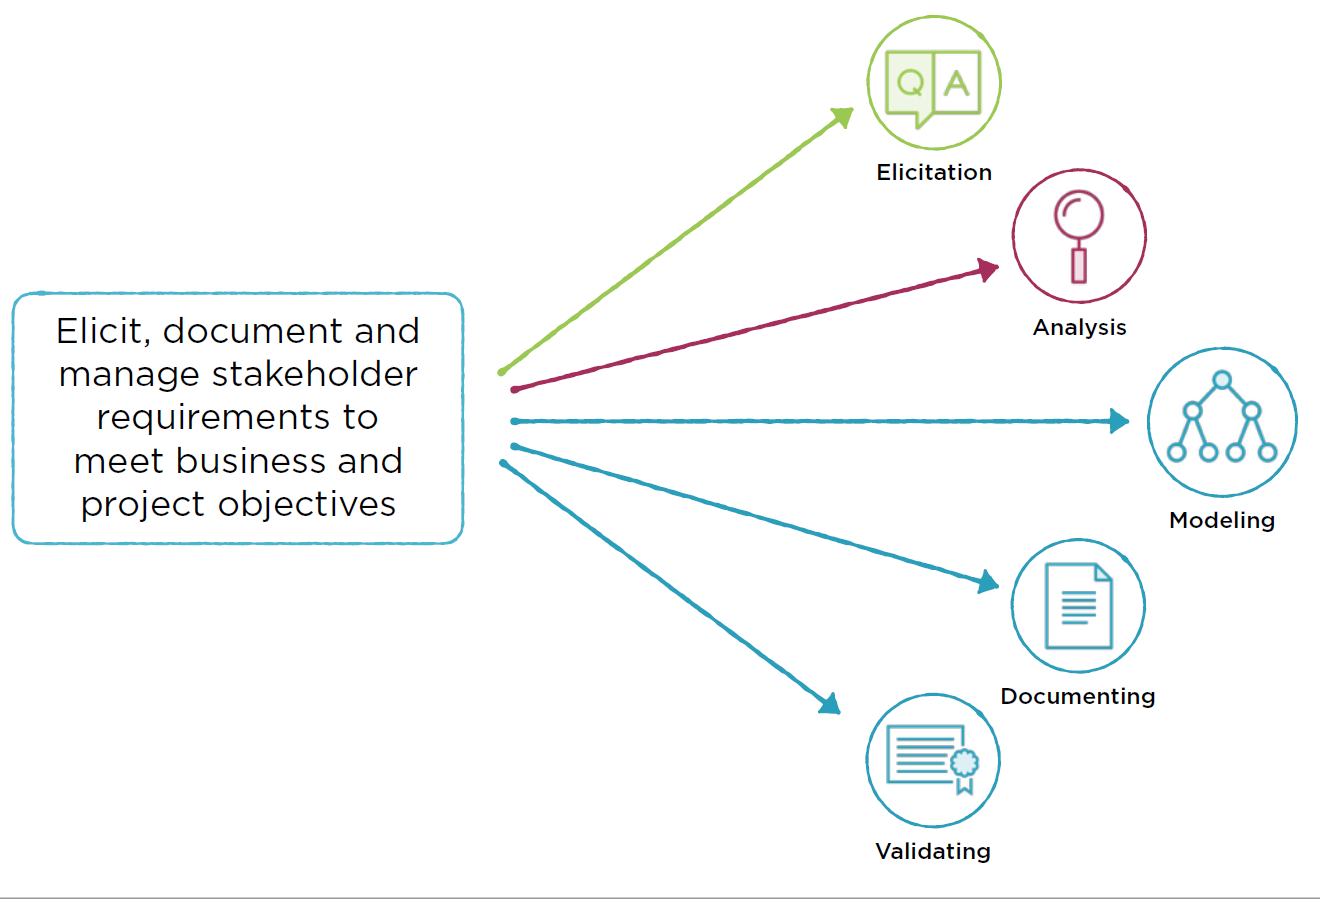 Q A
Elicitation
Analysis
Elicit, document and
manage stakeholder
requirements to
meet business and
project objectives
Modeling
Documenting
Validating